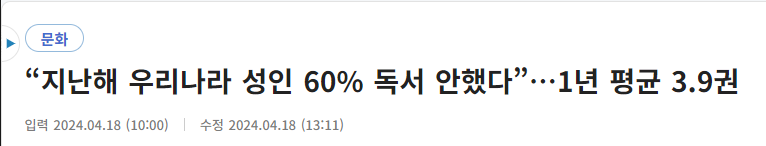 문화
“지난해 우리나라 성인 60% 독서 안했다”…1년 평균 3.9권
입력 2024.04.18 (10:00) | 수정 2024.04.18 (13:11)